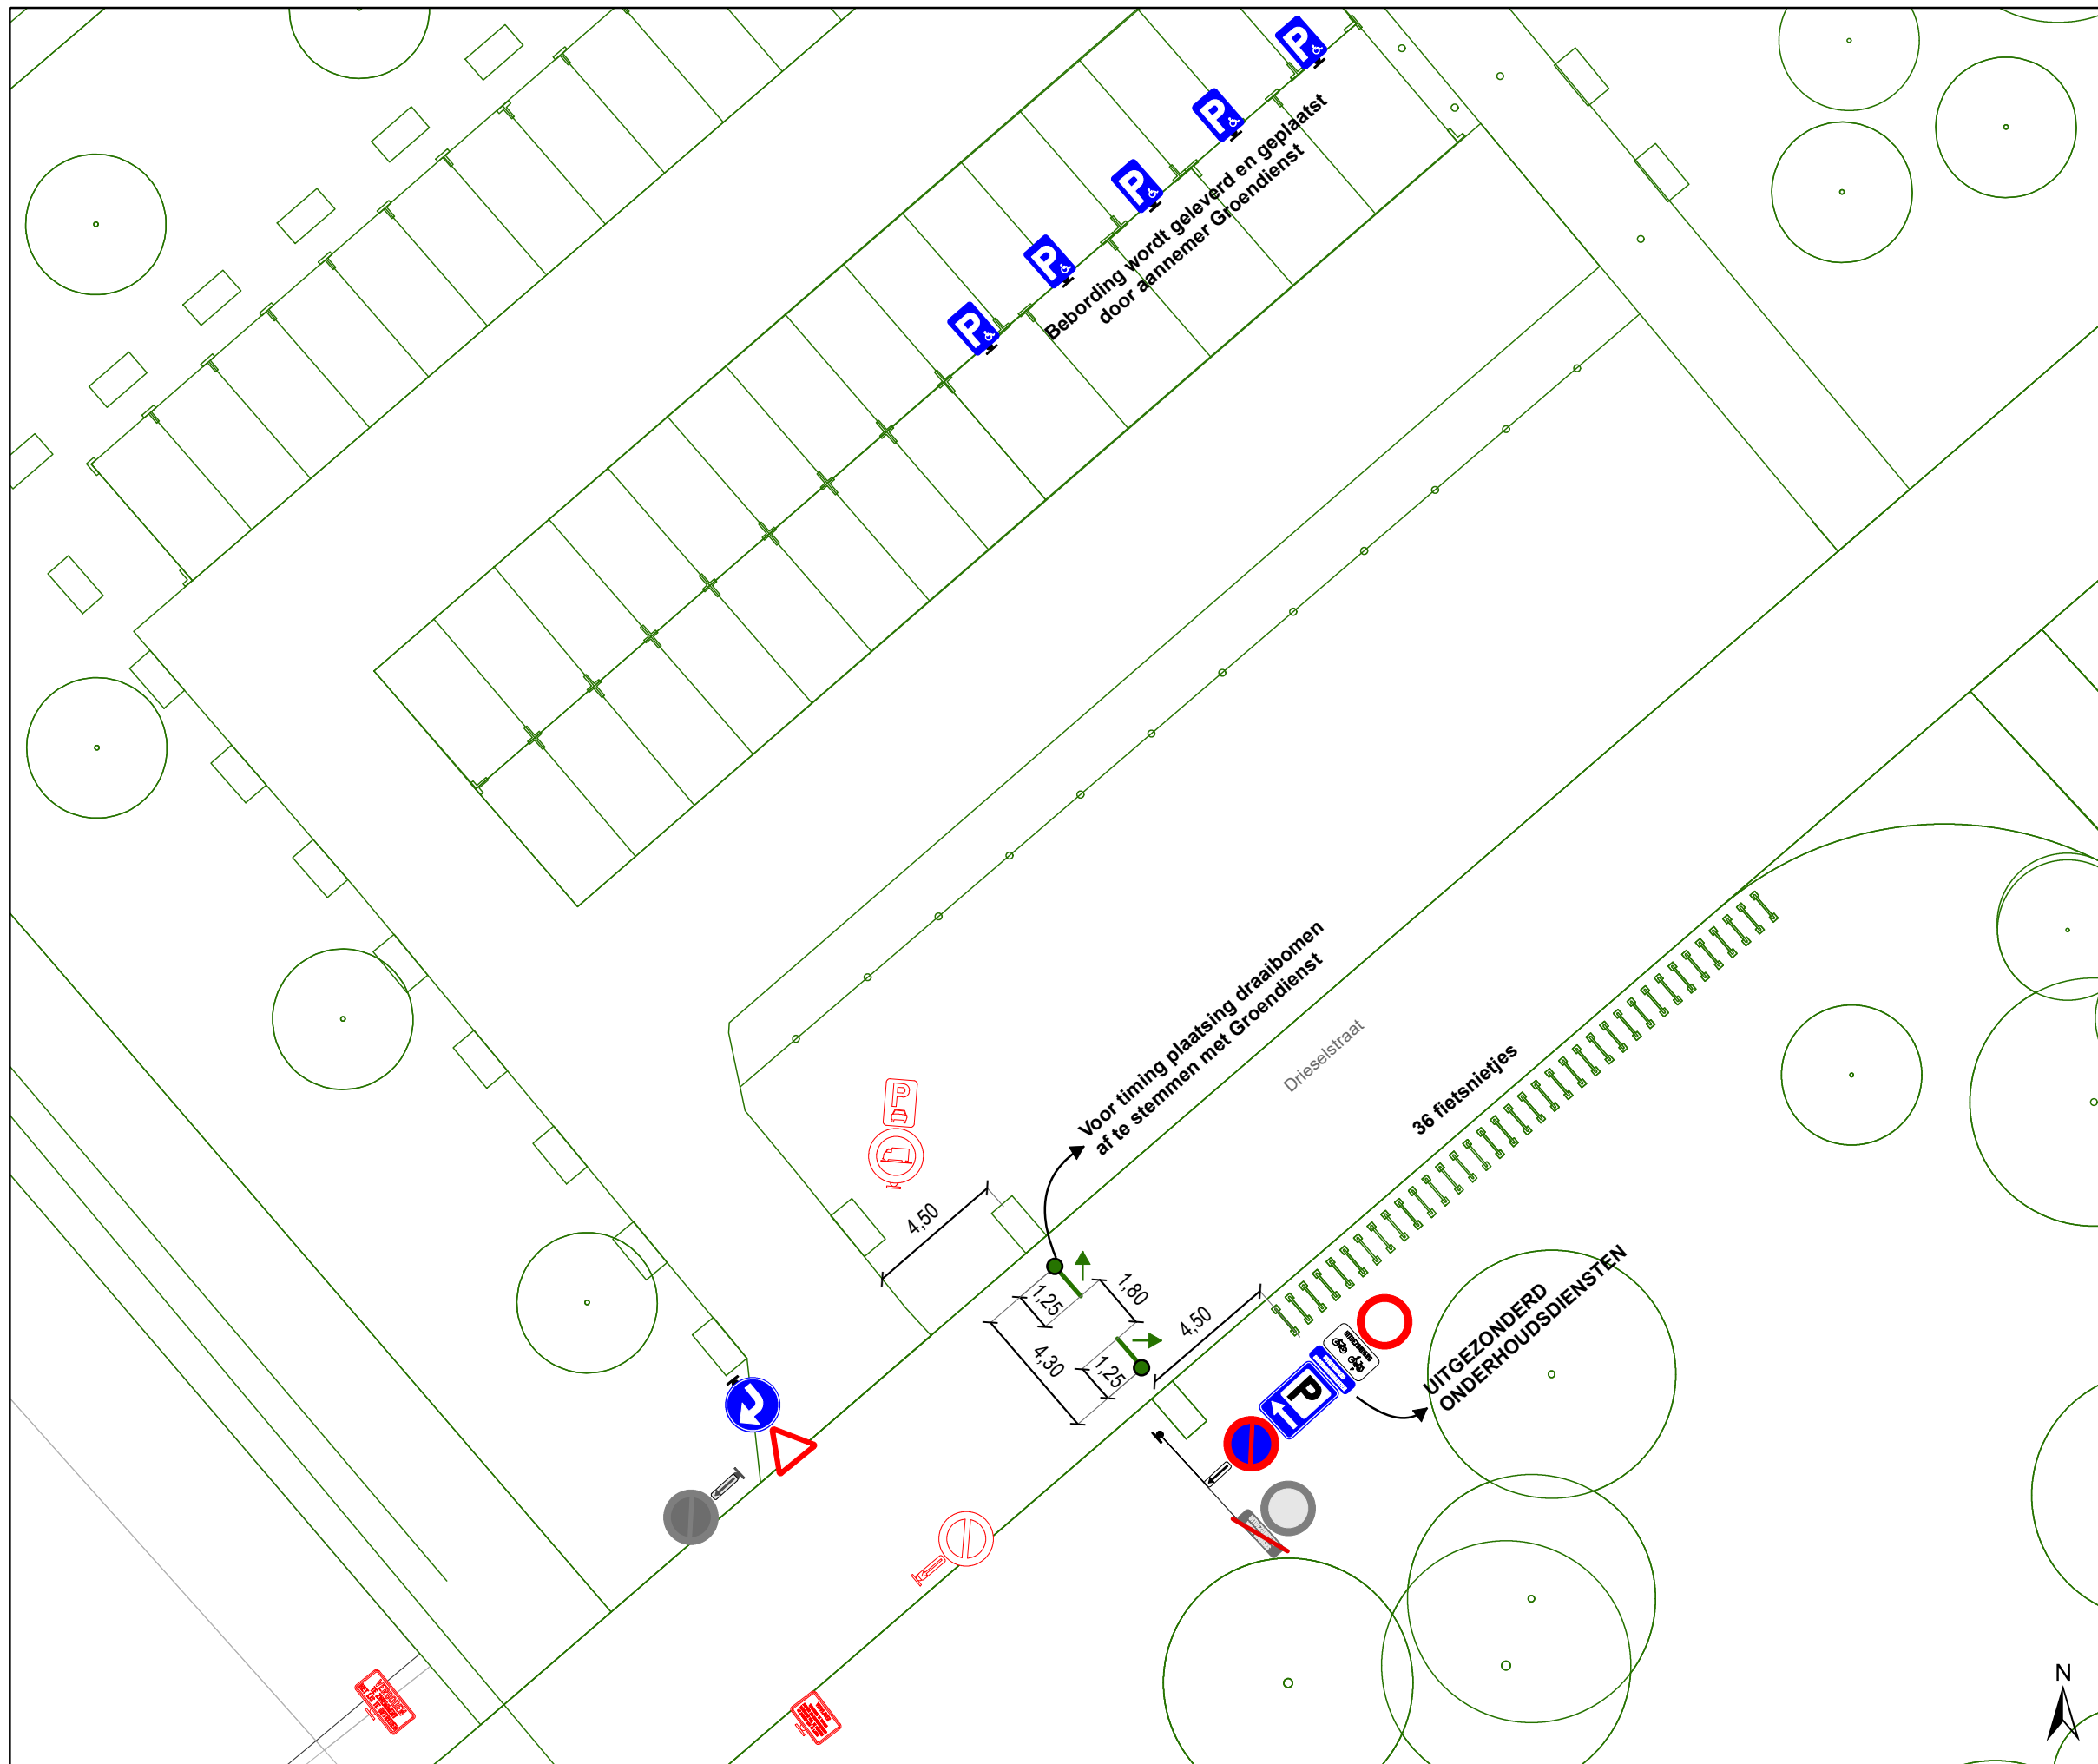 P
P
P
P
P
Bebording wordt geleverd en geplaatst
door aannemer Groendienst
Voor timing plaatsing draaibomen
af te stemmen met Groendienst
Drieselstraat
36 fietsnietjes
P
4,50
1,25
1,80
4,50
4,30
1,25
P
UITGEZONDERD
ONDERHOUDSDIENSTEN
N